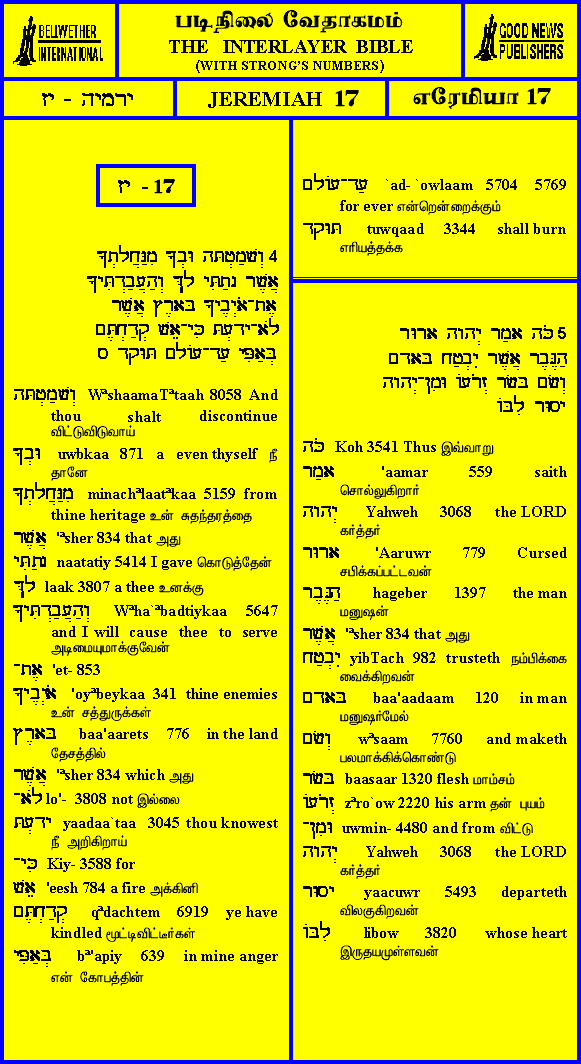 BELLWETHER
INTERNATIONAL
படிநிலை வேதாகமம்
THE INTERLAYER BIBLE
(WITH STRONG'S NUMBERS)
GOOD NEWS
PUBLISHERS
ירמיה - יז
JEREMIAH 17
எரேமியா 17
יז - 17
4 וְשָׁמַטְתָּה וּבְךָ מִנַּחֲלָתְךָ
אֲשֶׁר נָתַתִּי לָךְ וְהַעֲבַדְתִּיךָ
אֶת־אֹיְבֶיךָ בָּאָרֶץ אֲשֶׁר
לֹא־יָדָעְתָּ כִּי־אֵשׁ קְדַחְתֶּם
בְּאַפִּי עַד־עוֹלָם תּוּקָד ס
וְשָׁמַטְתָּה WªshaamaTªtaah 8058 And
thou shalt discontinue
விட்டுவிடுவாய்
וּבְךָ uwbkaa 871 a even thyself நீ
தானே
מִנַּחֲלָתְךָ minachªlaatªkaa 5159 from
thine heritage உன் சுதந்தரத்தை
אֲשֶׁר 'ªsher 834 that அது
נָתַתִּי naatatiy 5414 I gave கொடுத்தேன்
לָךְ laak 3807 a thee உனக்கு
וְהַעֲבַדְתִּיךָ Wªha`ªbadtiykaa 5647
and I will cause thee to serve
அடிமையுமாக்குவேன்
אֶת־ 'et- 853
אֹיְבֶיךָ 'oyªbeykaa 341 thine enemies
உன் சத்துருக்கள்
בָּאָרֶץ baa'aarets 776 in the land
தேசத்தில்
אֲשֶׁר 'ªsher 834 which அது
לֹא־ lo'- 3808 not இல்லை
יָדָעְתָּ yaadaa`taa 3045 thou knowest
நீ அறிகிறாய்
כִּי־ Kiy- 3588 for
אֵשׁ 'eesh 784 a fire அக்கினி
קְדַחְתֶּם qªdachtem 6919 ye have
kindled மூட்டிவிட்டீர்கள்
בְּאַפִּי bª'apiy 639 in mine anger
என் கோபத்தின்
עַד־עוֹלָם `ad-`owlaam 5704 5769
for ever என்றென்றைக்கும்
תּוּקָד tuwqaad 3344 shall burn
எரியத்தக்க
5 כֹּה אָמַר יְהוָה אָרוּר
הַגֶּבֶר אֲשֶׁר יִבְטַח בָּאָדָם
וְשָׂם בָּשָׂר זְרֹעוֹ וּמִן־יְהוָה
יָסוּר לִבּוֹ
כֹּה Koh 3541 Thus இவ்வாறு
אָמַר 'aamar 559 saith
சொல்லுகிறார்
יְהוָה Yahweh 3068 the LORD
கர்த்தர்
אָרוּר 'Aaruwr 779 Cursed
சபிக்கப்பட்டவன்
הַגֶּבֶר hageber 1397 the man
மனுஷன்
אֲשֶׁר 'ªsher 834 that அது
יִבְטַח yibTach 982 trusteth நம்பிக்கை
வைக்கிறவன்
בָּאָדָם baa'aadaam 120 in man
மனுஷர்மேல்
וְשָׂם wªsaam 7760 and maketh
பலமாக்கிக்கொண்டு
בָּשָׂר baasaar 1320 flesh மாம்சம்
זְרֹעוֹ zªro`ow 2220 his arm தன் புயம்
וּמִן־ uwmin- 4480 and from விட்டு
יְהוָה Yahweh 3068 the LORD
கர்த்தர்
יָסוּר yaacuwr 5493 departeth
விலகுகிறவன்
לִבּוֹ libow 3820 whose heart
இருதயமுள்ளவன்